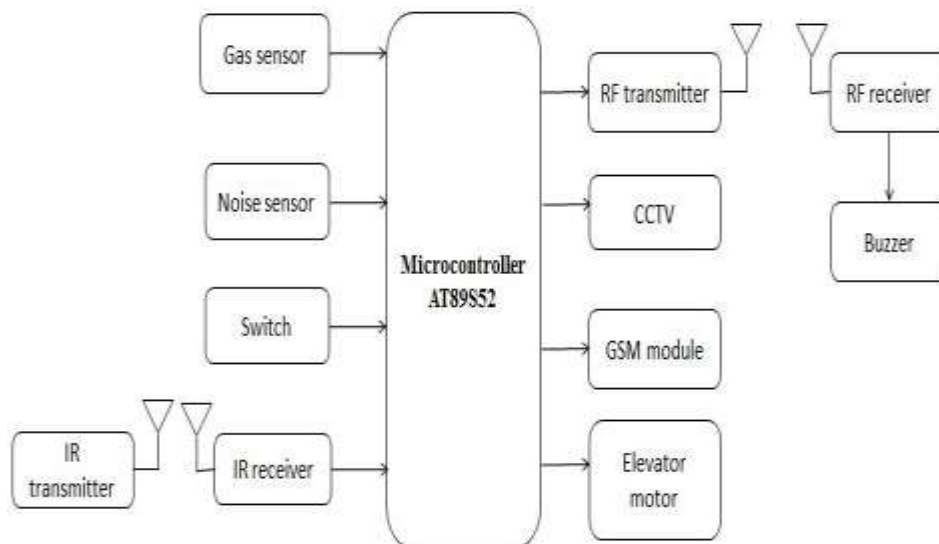 Gas sensor
Noise sensor
Switch
IR
transmitter
IR receiver
Microcontroller
AT89S52
RF transmitter
CCTV
GSM module
Elevator
motor
RF receiver
Buzzer